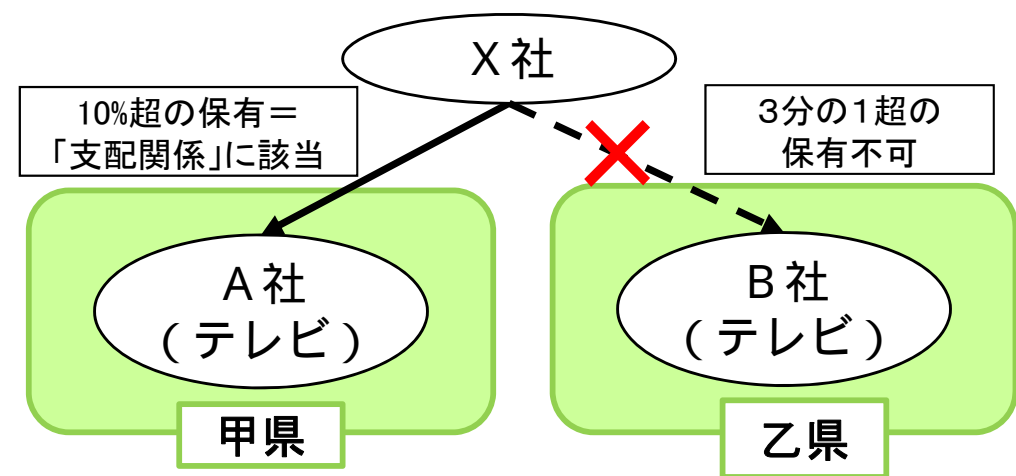 X社
10%超の保有=
「支配関係」に該当
3分の1超の
保有不可
A社
(テレビ)
B社
(テレビ)
甲県
乙県